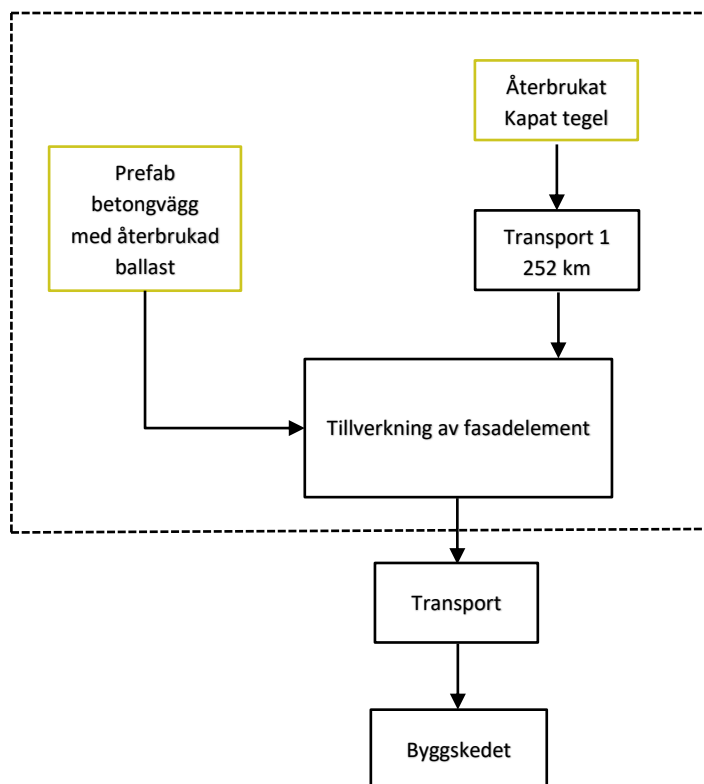 Återbrukat
Kapat tegel
Prefab
betongvägg
med återbrukad
ballast
Transport 1
252 km
Tillverkning av fasadelement
Transport
Byggskedet